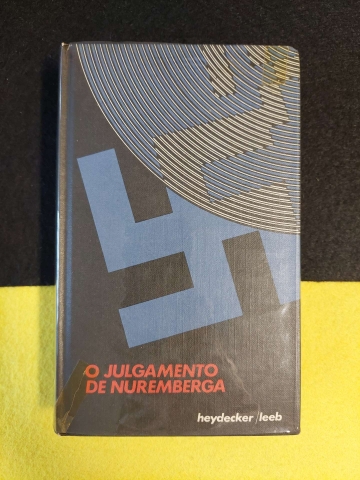 O JULGAMENTO
DE NUREMBERGA
heydecker/leeb